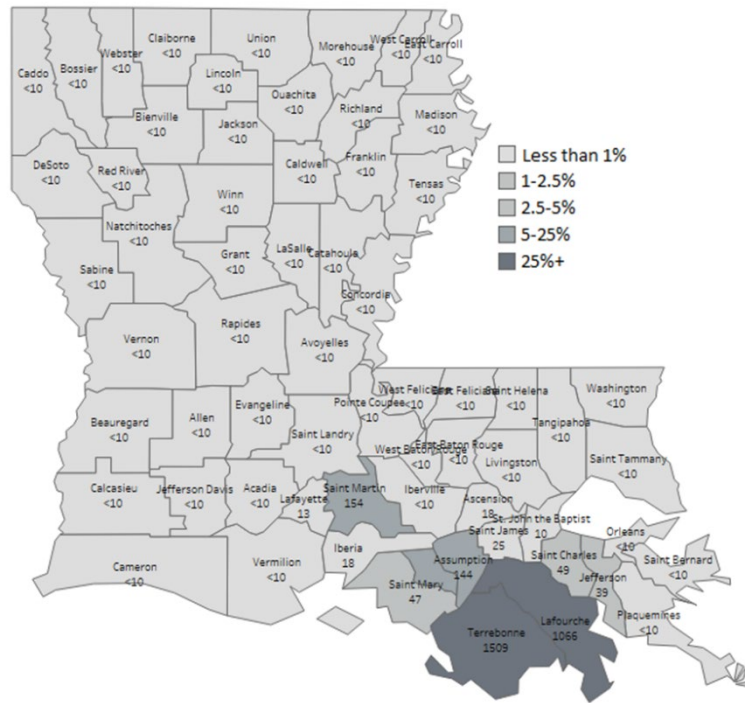 Claiborne
<10
Union
<10
Morehouse
<10
West Carroll
<10
East Carroll
<10
Webster
<10
Bossier
<10
Caddo
<10
Lincoln
<10
Ouachita
<10
Richland
<10
Madison
<10
Bienville
<10
Jackson
<10
Caldwell
<10
Franklin
<10
Tensas
<10
DeSoto
<10
Red River
<10
Winn
<10
Natchitoches
<10
Sabine
<10
Grant
<10
LaSalle
<10
Catahoula
<10
Concordia
<10
Less than 1%
1-2.5%
2.5-5%
5-25%
25%+
Vernon
<10
Rapides
<10
Avoyelles
<10
Beauregard
<10
Allen
<10
Evangeline
<10
Saint Landry
<10
Pointe Coupee
<10
West Feliciana
<10
East Feliciana
<10
Saint Helena
<10
Tangipahoa
<10
Washington
<10
West Baton Rouge
<10
East Baton Rouge
<10
Livingston
<10
Saint Tammany
<10
Calcasieu
<10
Jefferson Davis
<10
Acadia
<10
Lafayette
13
Saint Martin
154
Iberville
<10
Ascension
18
St. John the Baptist
10
Saint James
25
Orleans
<10
Saint Bernard
<10
Cameron
<10
Vermilion
<10
Iberia
18
Saint Mary
47
Assumption
144
Saint Charles
49
Jefferson
39
Plaquemines
<10
Terrebonne
1509
Lafourche
1066